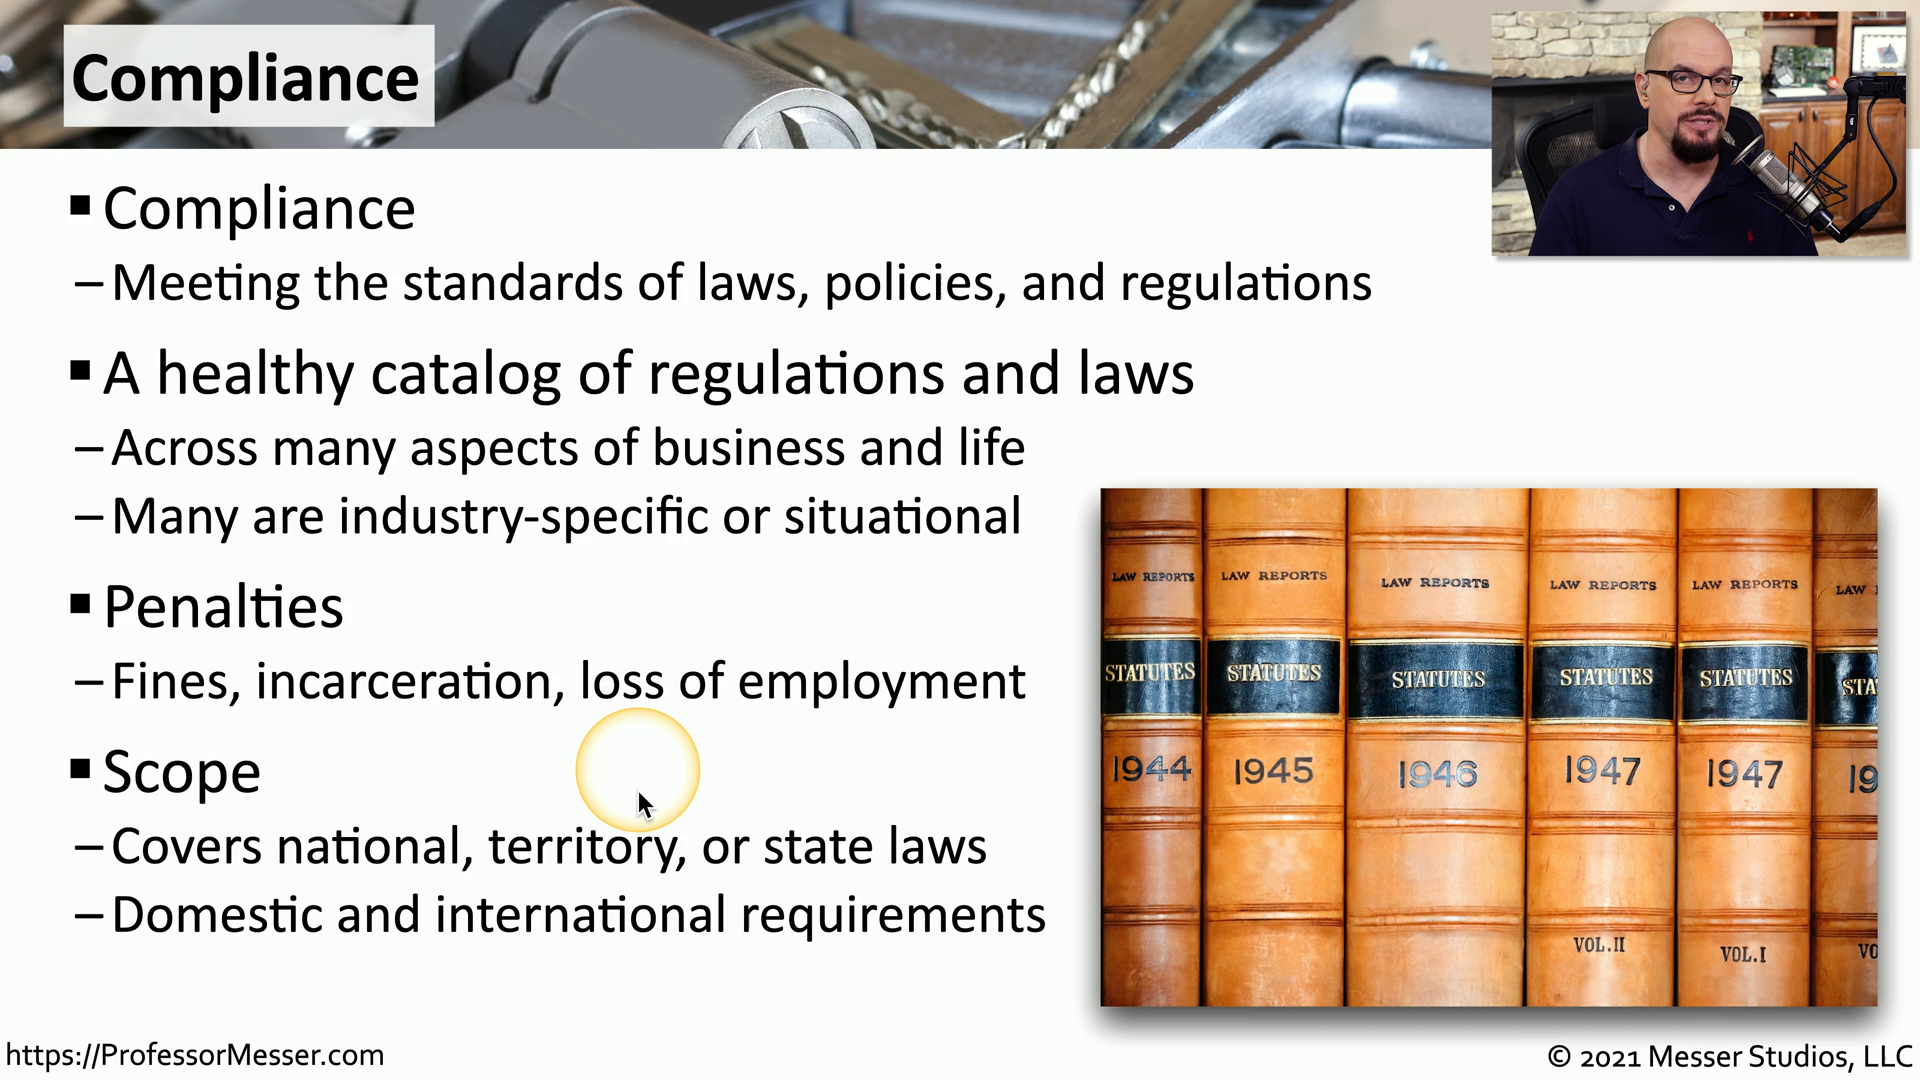 Compliance
▪ Compliance
– Meeting the standards of laws, policies, and regulations
▪ A healthy catalog of regulations and laws
– Across many aspects of business and life
– Many are industry-specific or situational
▪ Penalties
– Fines, incarceration, loss of employment
▪ Scope
– Covers national, territory, or state laws
– Domestic and international requirements
LAW REPORTS LAW REPORTS LAW REPORTS LAW REPORTS LAW REPORTS LAW
STATUTES STATUTES STATUTES STATUTES STATUTES STA
1944 1945 1946 1947 1947 19
VOL.II VOL.I VO
https://ProfessorMesser.com
© 2021 Messer Studios, LLC